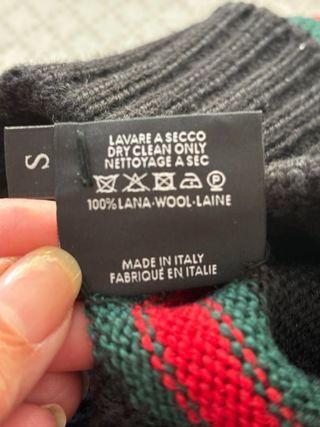 S
LAVARE A SECCO
DRY CLEAN ONLY
NETTOYAGE A SEC
P
100%LANA-WOOL-LAINE
MADE IN ITALY
FABRIQUÉ EN ITALIE